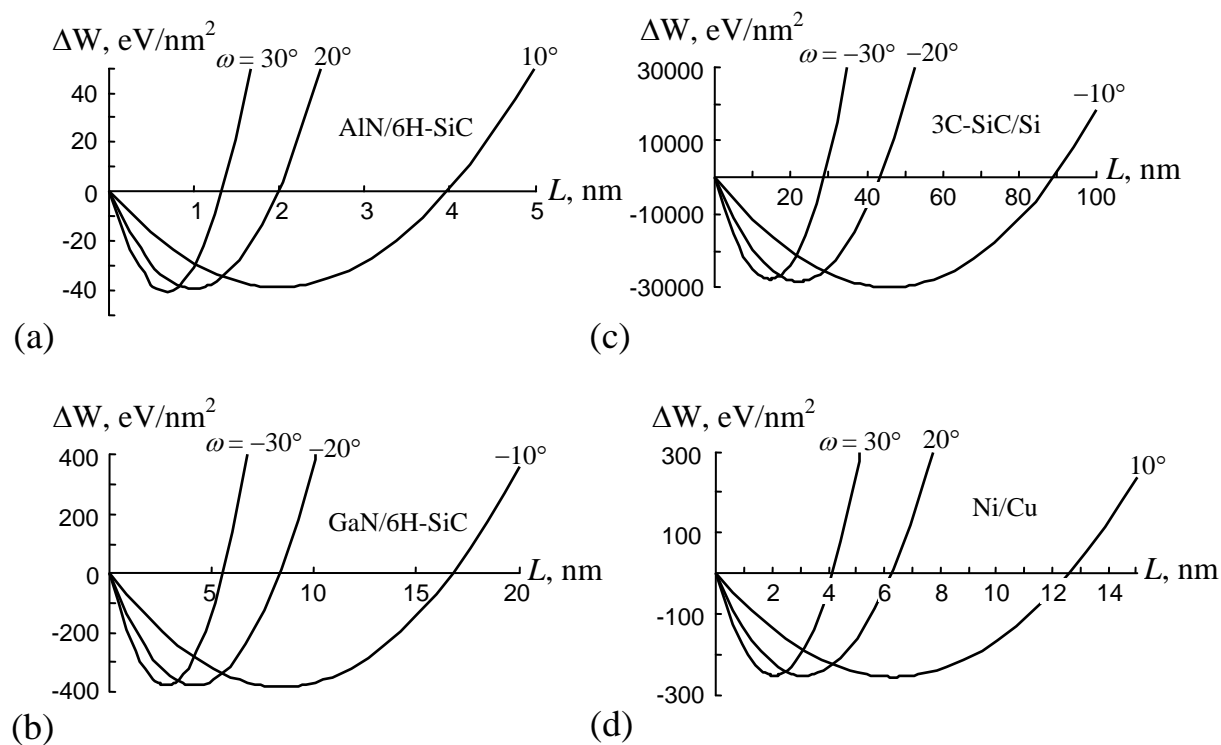 ΔW, eV/nm²
ω = 30° 20° 10°
AlN/6H-SiC
40
20
0
-20
-40
1 2 3 4 5
L, nm
(a)
ΔW, eV/nm²
ω = −30° −20° −10°
3C-SiC/Si
30000
10000
0
-10000
-30000
20 40 60 80 100
L, nm
(c)
ΔW, eV/nm²
ω = −30° −20° −10°
GaN/6H-SiC
400
200
0
-200
-400
5 10 15 20
L, nm
(b)
ΔW, eV/nm²
ω = 30° 20° 10°
Ni/Cu
300
100
0
-100
-300
2 4 6 8 10 12 14
L, nm
(d)